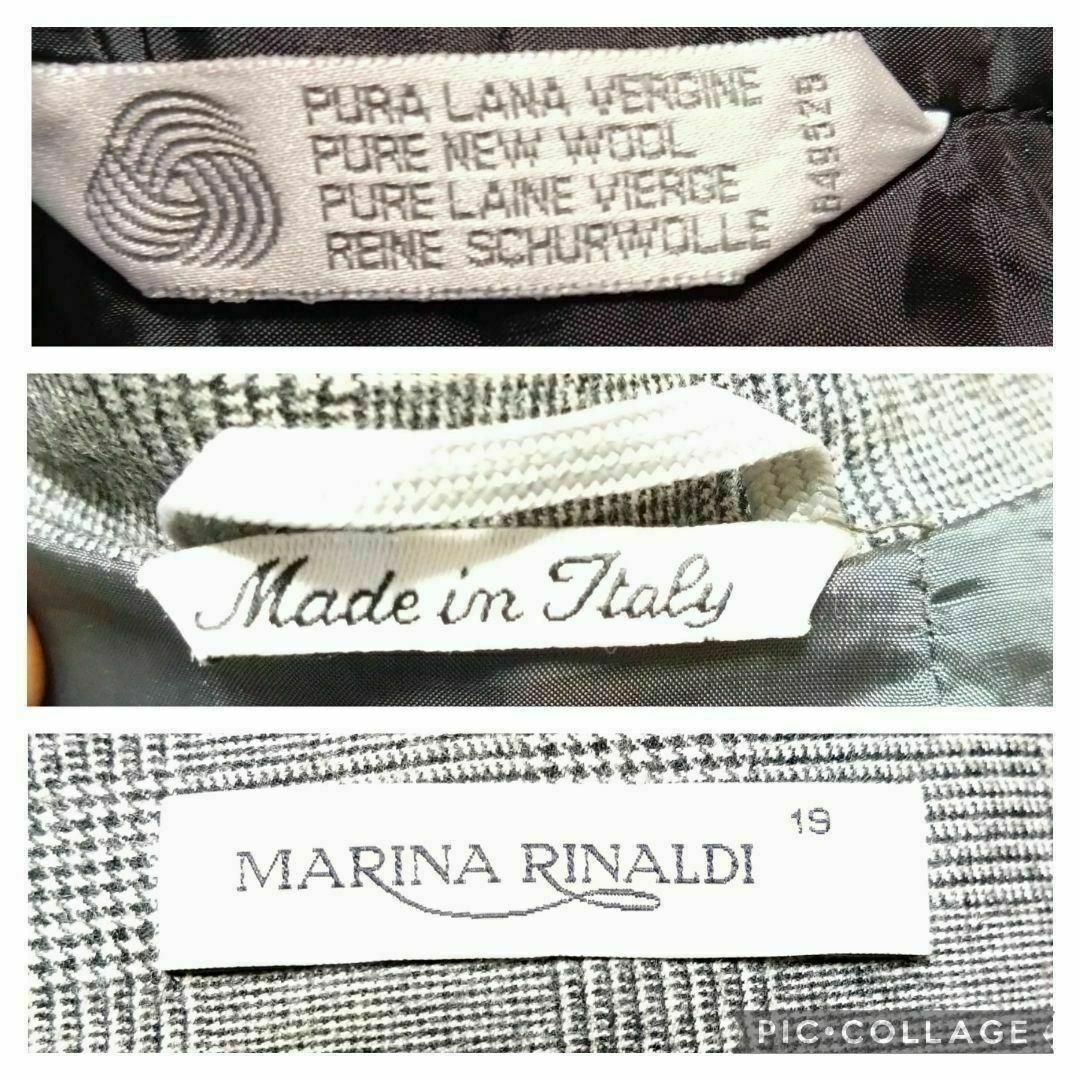 PURA LANA VERGINE
PURE NEW WOOL
PURE LAINE VIERGE
REINE SCHURWOLLE
649529
Made in Italy
19
MARINA RINALDI
PIC•COLLAGE